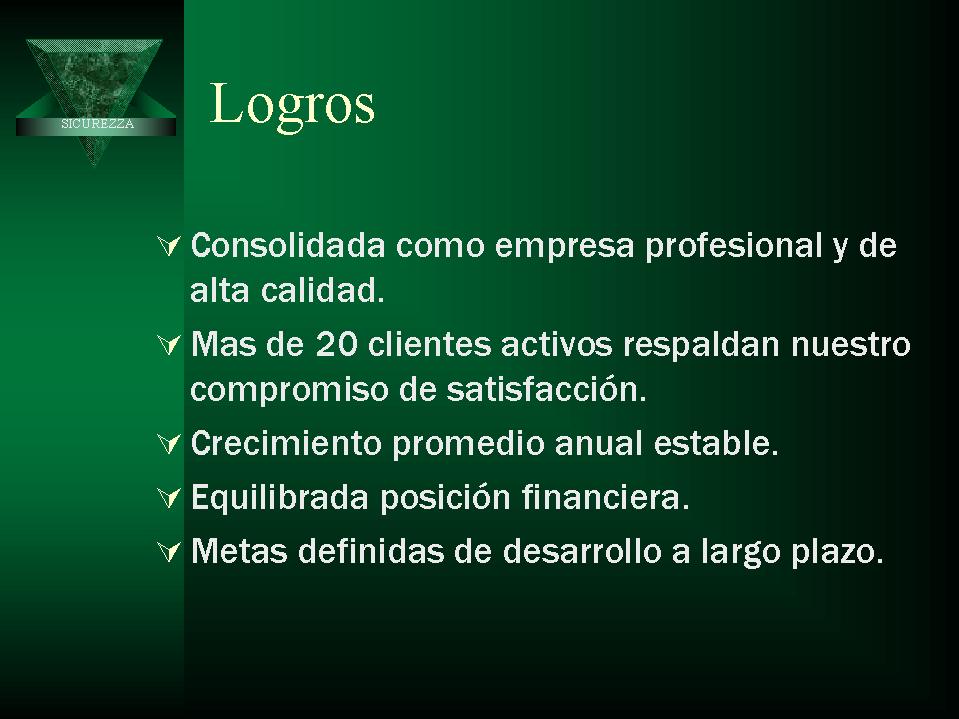 SICUREZZA
Logros
Consolidada como empresa profesional y de
alta calidad.
Mas de 20 clientes activos respaldan nuestro
compromiso de satisfacción.
Crecimiento promedio anual estable.
Equilibrada posición financiera.
Metas definidas de desarrollo a largo plazo.